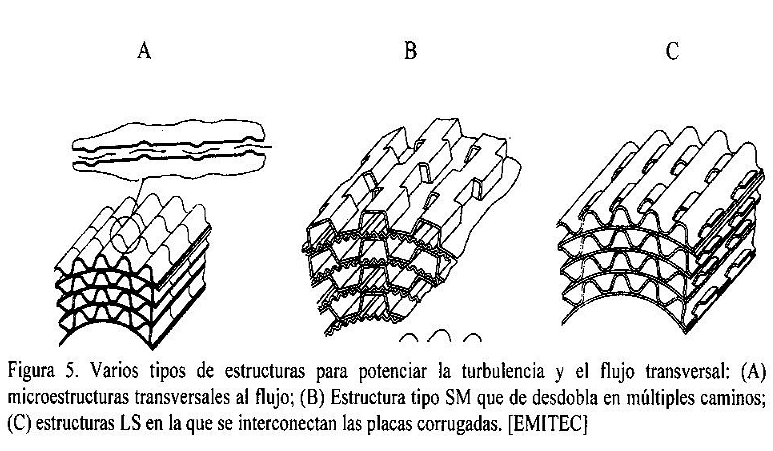 A B C
Figura 5. Varios tipos de estructuras para potenciar la turbulencia y el flujo transversal: (A)
microestructuras transversales al flujo; (B) Estructura tipo SM que de desdobla en múltiples caminos;
(C) estructuras LS en la que se interconectan las placas corrugadas. [EMITEC]